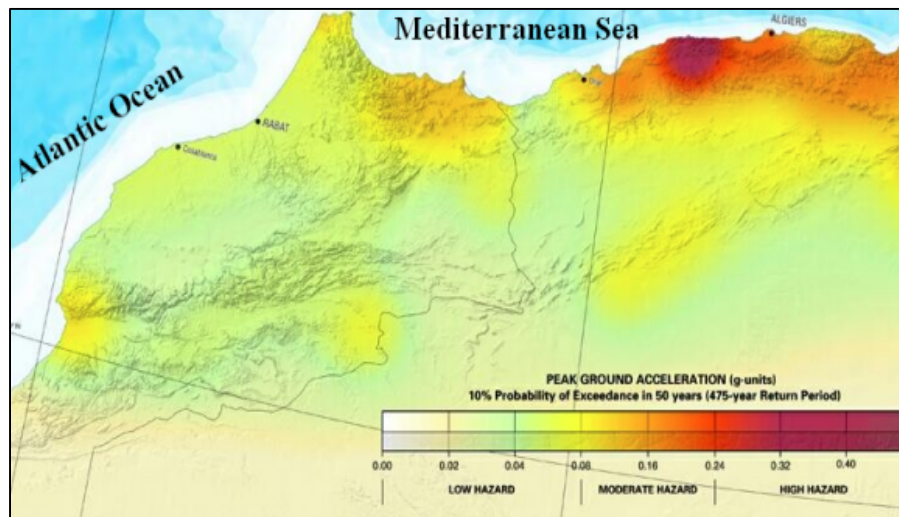 Mediterranean Sea
ALGIERS
Atlantic Ocean
RABAT
Casablanca
PEAK GROUND ACCELERATION (g-units)
10% Probability of Exceedance in 50 years (475-year Return Period)
0.00 0.02 0.04 0.08 0.16 0.24 0.32 0.40
LOW HAZARD MODERATE HAZARD HIGH HAZARD